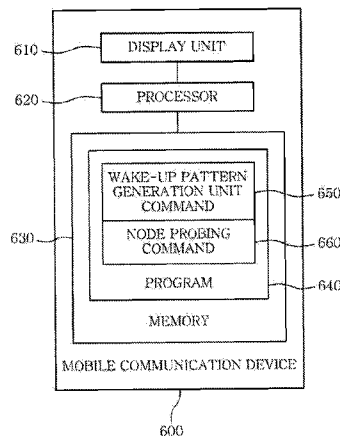 610
DISPLAY UNIT
620
PROCESSOR
WAKE-UP PATTERN
GENERATION UNIT
COMMAND
650
630
NODE PROBING
COMMAND
660
PROGRAM
640
MEMORY
MOBILE COMMUNICATION DEVICE
600